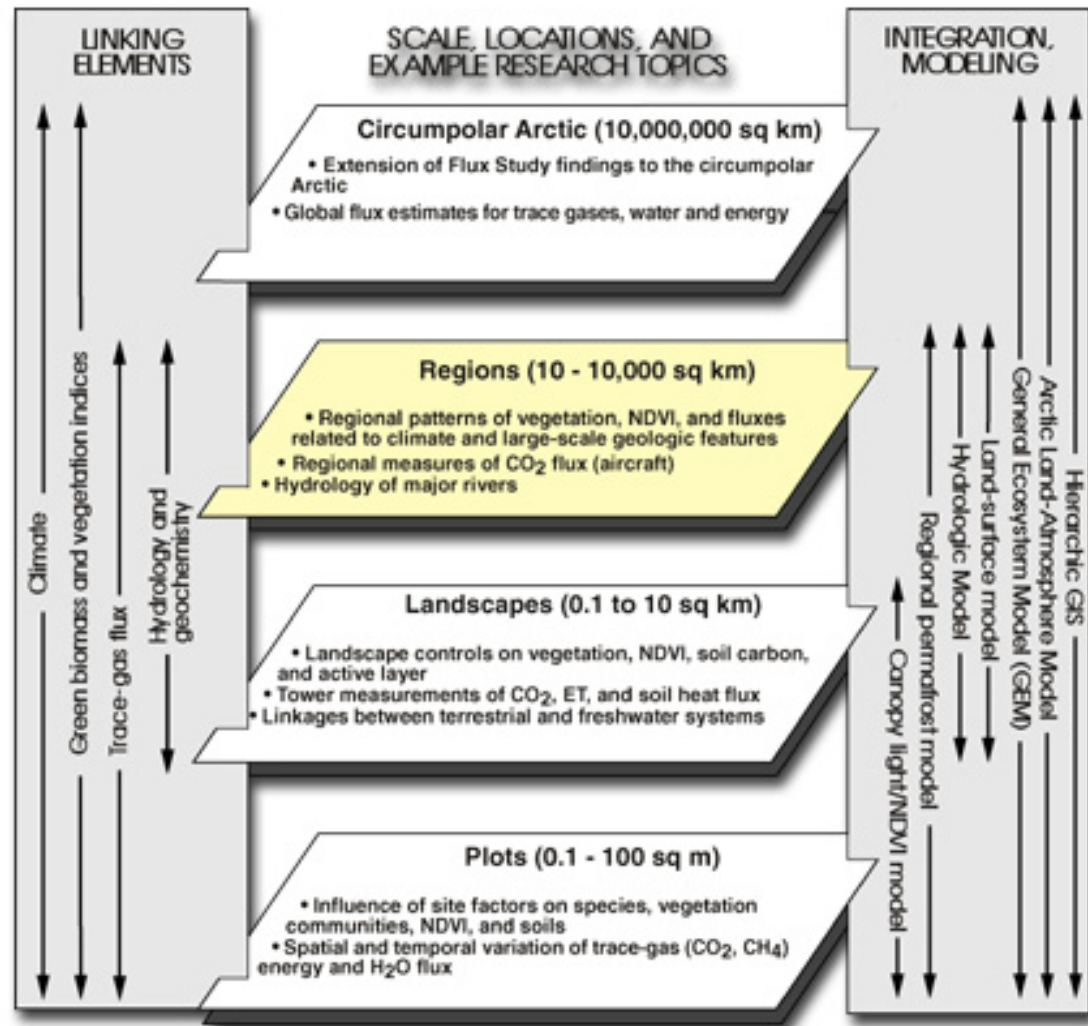 LINKING
ELEMENTS
SCALE, LOCATIONS, AND
EXAMPLE RESEARCH TOPICS
INTEGRATION,
MODELING
Climate
Green biomass and vegetation indices
Trace-gas flux
Hydrology and
geochemistry
Circumpolar Arctic (10,000,000 sq km)
• Extension of Flux Study findings to the circumpolar
Arctic
• Global flux estimates for trace gases, water and energy
Regions (10 - 10,000 sq km)
• Regional patterns of vegetation, NDVI, and fluxes
related to climate and large-scale geologic features
• Regional measures of CO2 flux (aircraft)
• Hydrology of major rivers
Landscapes (0.1 to 10 sq km)
• Landscape controls on vegetation, NDVI, soil carbon,
and active layer
• Tower measurements of CO2, ET, and soil heat flux
• Linkages between terrestrial and freshwater systems
Plots (0.1 - 100 sq m)
• Influence of site factors on species, vegetation
communities, NDVI, and soils
• Spatial and temporal variation of trace-gas (CO2, CH4)
energy and H2O flux
Canopy light/NDVI model
Regional permafrost model
Hydrologic Model
Land-surface model
General Ecosystem Model (GEM)
Arctic Land-Atmosphere Model
Hierarchic GIS